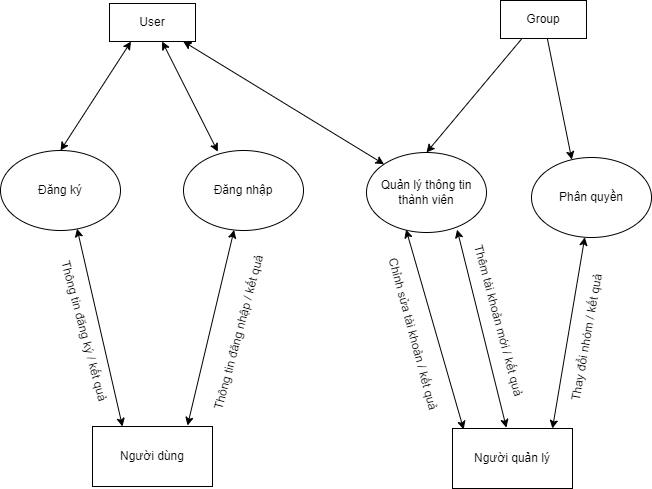 User
Group
Đăng ký
Đăng nhập
Quản lý thông tin
thành viên
Phân quyền
Thông tin đăng ký / kết quả
Thông tin đăng nhập / kết quả
Chỉnh sửa tài khoản / kết quả
Thêm tài khoản mới / kết quả
Thay đổi nhóm / kết quả
Người dùng
Người quản lý